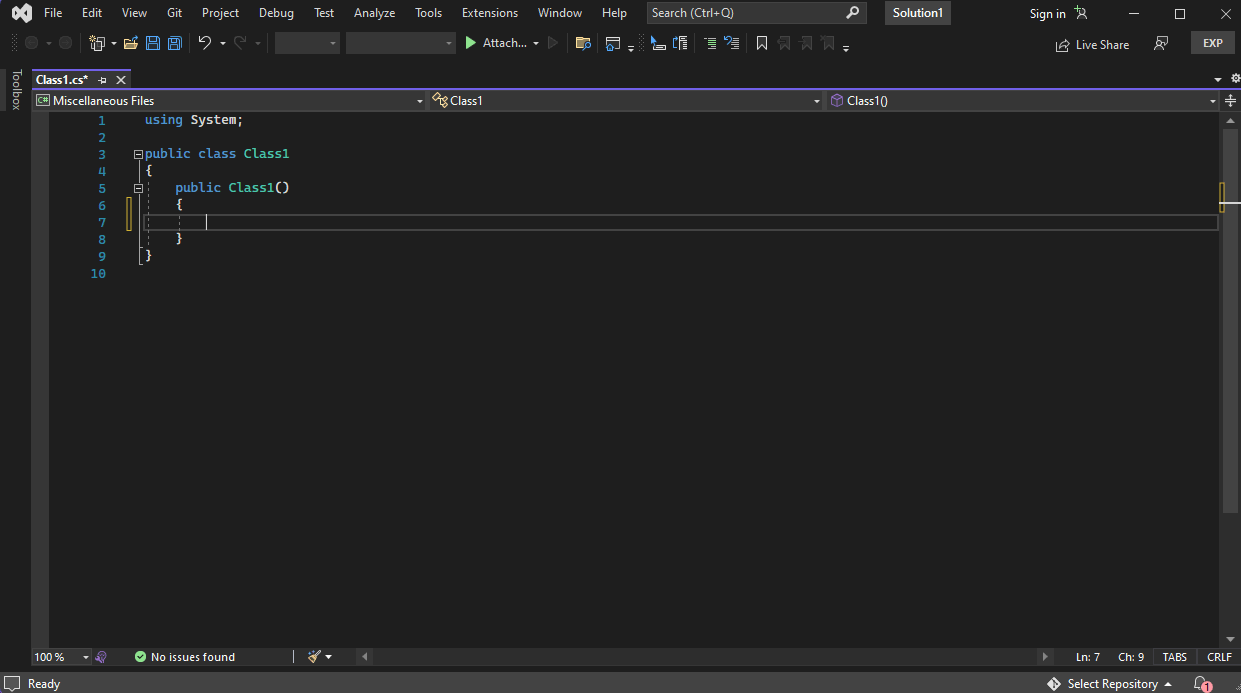 File Edit View Git Project Debug Test Analyze Tools Extensions Window Help Search (Ctrl+Q) Solution1 Sign in
Attach... Live Share EXP
Toolbox
Class1.cs*
C# Miscellaneous Files Class1 Class1()
1 using System;
2
3 public class Class1
4 {
5 public Class1()
6 {
7
8 }
9 }
10
100 % No issues found Ln: 7 Ch: 9 TABS CRLF
Ready Select Repository 1